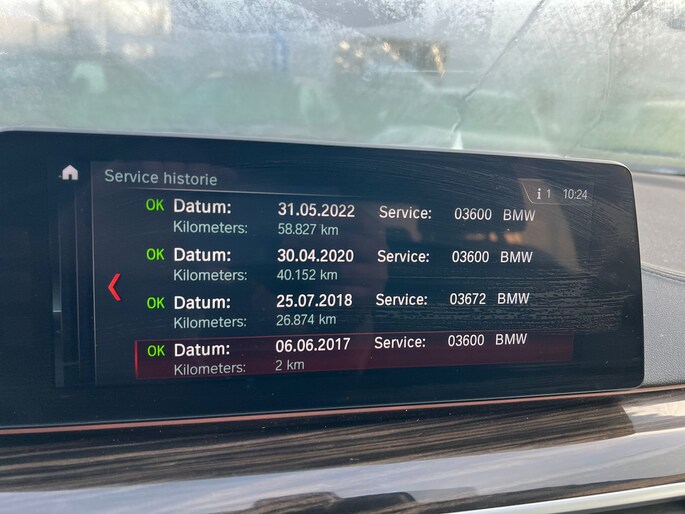 Service historie
i 1 10:24
OK Datum: 31.05.2022 Service: 03600 BMW
Kilometers: 58.827 km
OK Datum: 30.04.2020 Service: 03600 BMW
Kilometers: 40.152 km
OK Datum: 25.07.2018 Service: 03672 BMW
Kilometers: 26.874 km
OK Datum: 06.06.2017 Service: 03600 BMW
Kilometers: 2 km